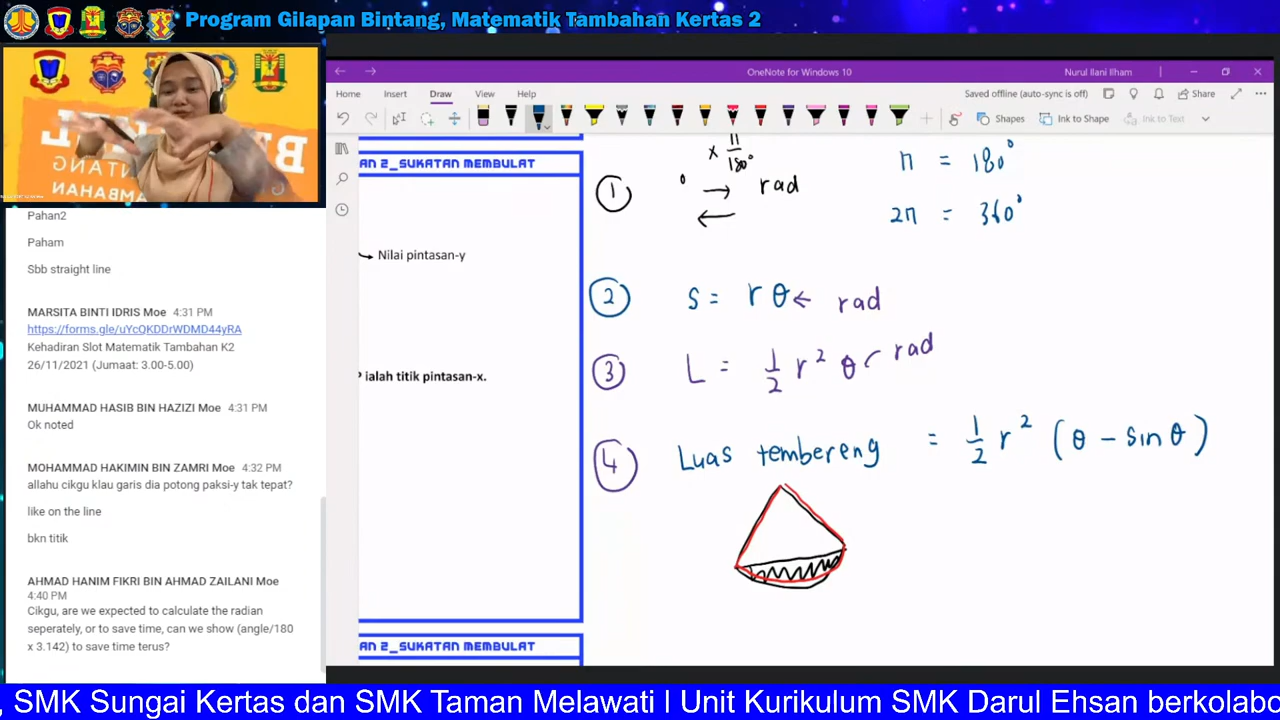 Program Gilapan Bintang, Matematik Tambahan Kertas 2
OneNote for Windows 10
Nurul Ilani Ilham
Home
Insert
Draw
View
Help
Saved offline (auto-sync is off)
Share
Shapes
Ink to Shape
Ink to Text
Pahan2
Paham
Sbb straight line
MARSITA BINTI IDRIS Moe 4:31 PM
https://forms.gle/uYcQKDDrWDMD44yRA
Kehadiran Slot Matematik Tambahan K2
26/11/2021 (Jumaat: 3.00-5.00)
MUHAMMAD HASIB BIN HAZIZI Moe 4:31 PM
Ok noted
MOHAMMAD HAKIMIN BIN ZAMRI Moe 4:32 PM
allahu cikgu klau garis dia potong paksi-y tak tepat?
like on the line
bkn titik
AHMAD HANIM FIKRI BIN AHMAD ZAILANI Moe
4:40 PM
Cikgu, are we expected to calculate the radian
seperately, or to save time, can we show (angle/180
x 3.142) to save time terus?
AN 2_SUKATAN MEMBULAT
Nilai pintasan-y
P ialah titik pintasan-x.
AN 2_SUKATAN MEMBULAT
x π/180°
① ° → rad
←
π = 180°
2π = 360°
② s = rθ ← rad
③ L = 1/2 r² θ rad
④ Luas tembereng = 1/2 r² (θ - sin θ)
, SMK Sungai Kertas dan SMK Taman Melawati l Unit Kurikulum SMK Darul Ehsan berkolabo